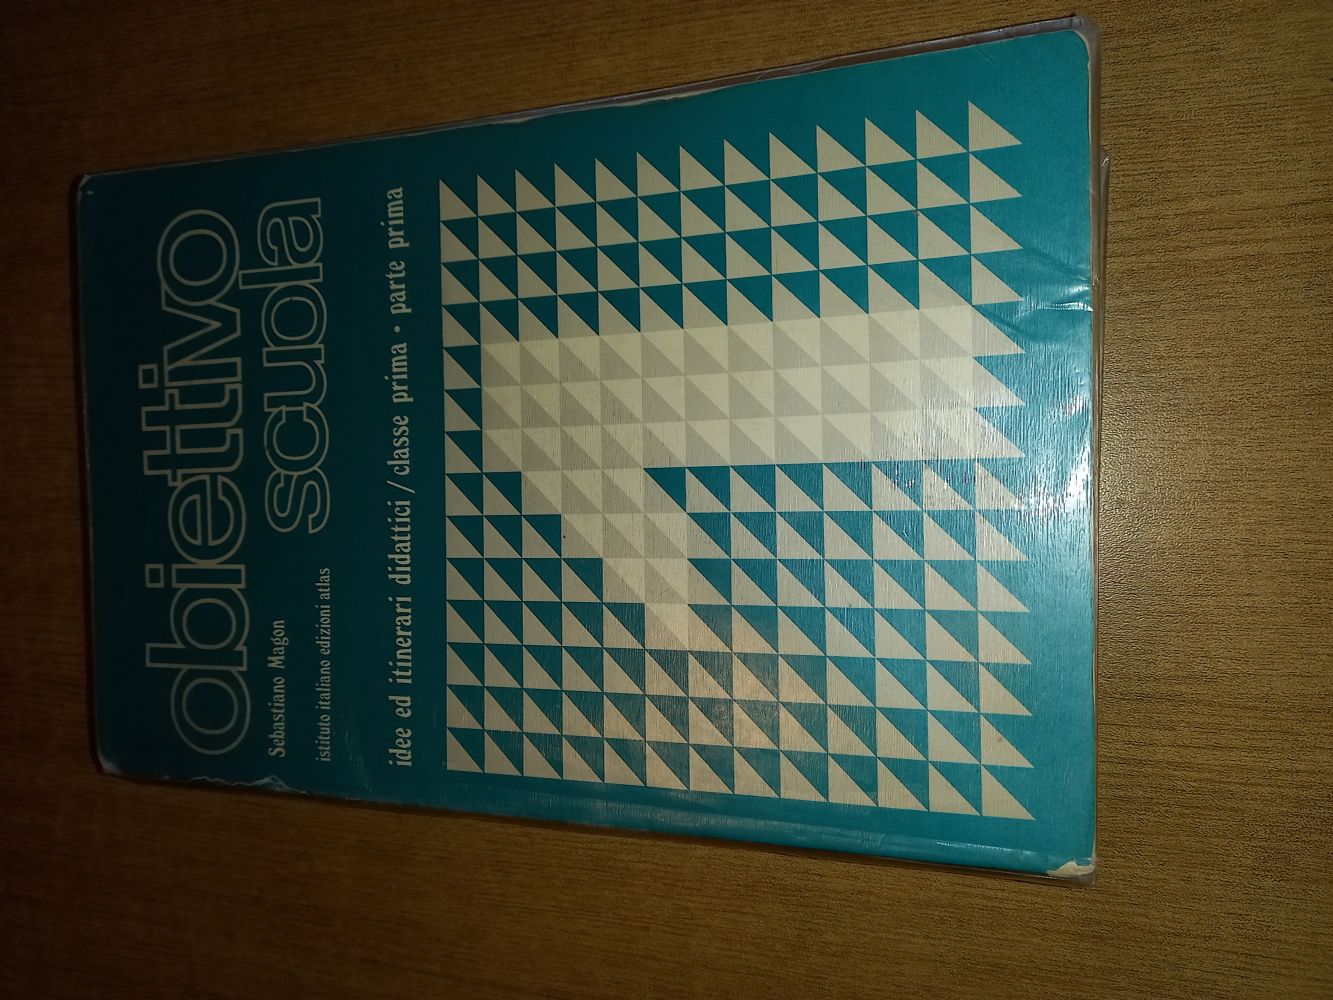 obiettivo
scuola
Sebastiano Magon
istituto italiano edizioni atlas
idee ed itinerari didattici / classe prima • parte prima